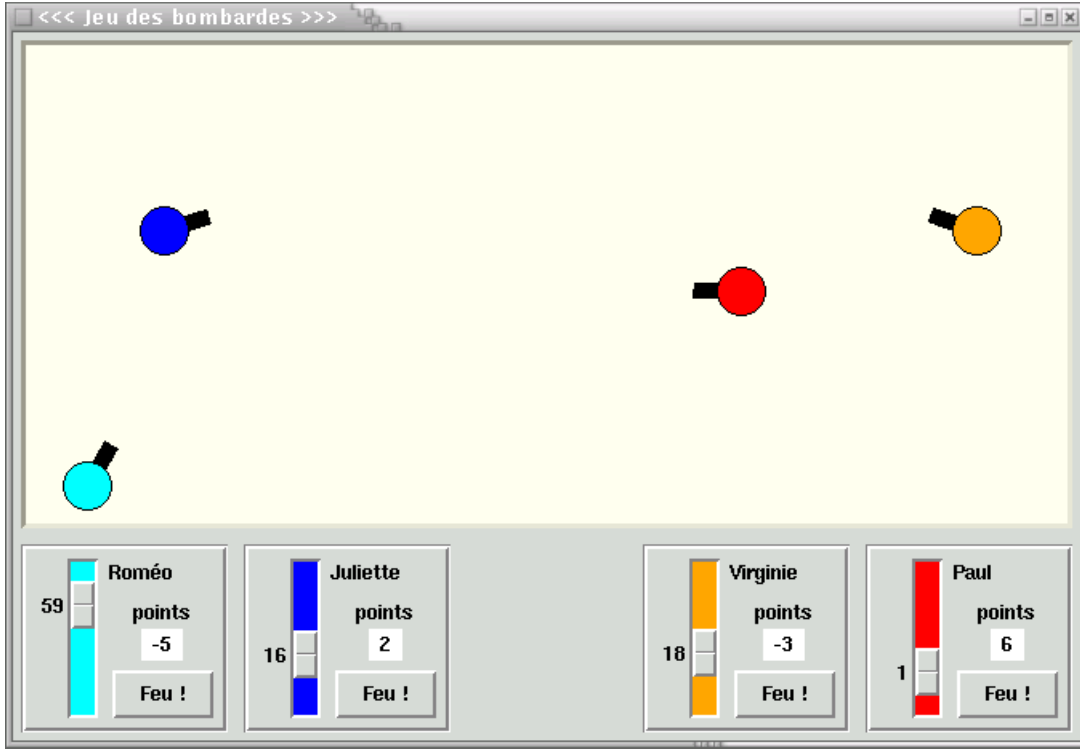 <<< Jeu des bombardes >>>
Roméo
59
points
-5
Feu !
Juliette
points
2
16
Feu !
Virginie
points
-3
18
Feu !
Paul
points
6
1
Feu !